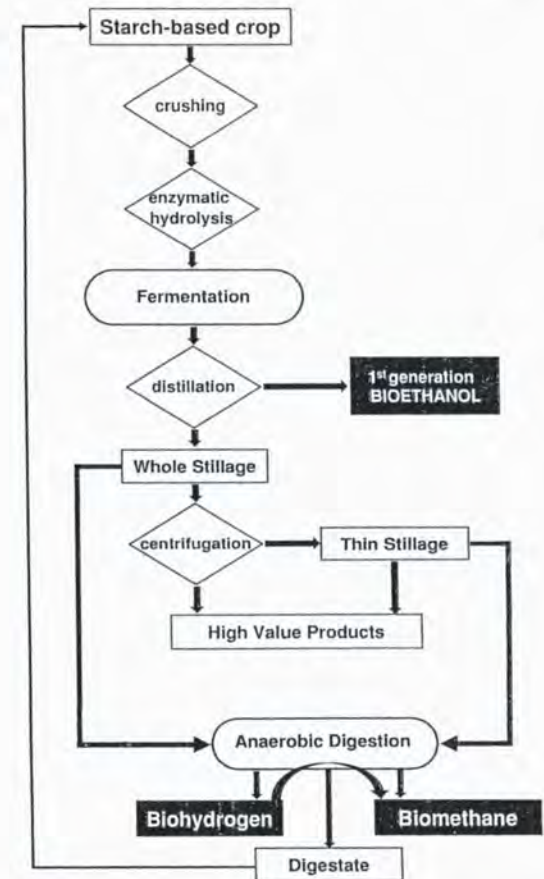 Starch-based crop
crushing
enzymatic
hydrolysis
Fermentation
distillation
1st generation
BIOETHANOL
Whole Stillage
centrifugation
Thin Stillage
High Value Products
Anaerobic Digestion
Biohydrogen
Biomethane
Digestate